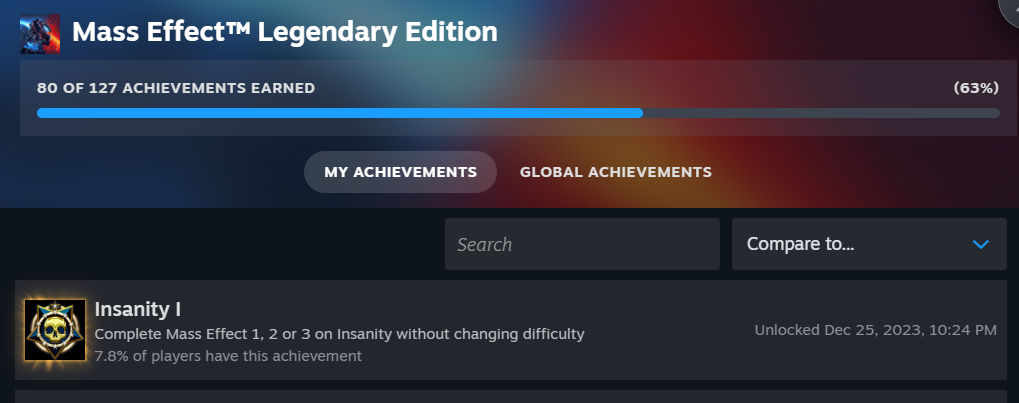 Mass Effect™ Legendary Edition
80 OF 127 ACHIEVEMENTS EARNED (63%)
MY ACHIEVEMENTS GLOBAL ACHIEVEMENTS
Search Compare to...
Insanity I
Complete Mass Effect 1, 2 or 3 on Insanity without changing difficulty
Unlocked Dec 25, 2023, 10:24 PM
7.8% of players have this achievement